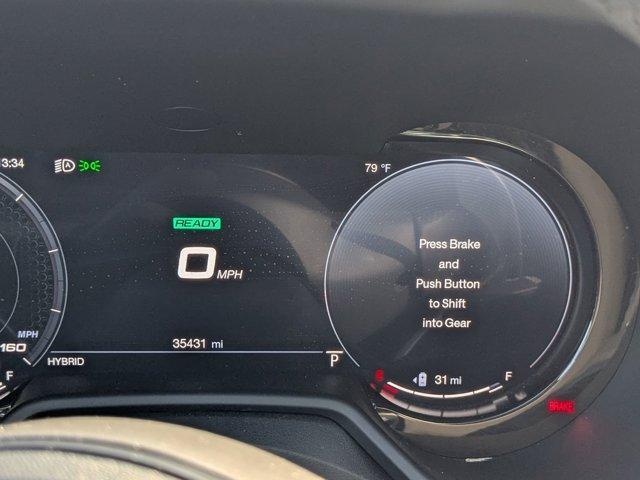 3:34
79 °F
READY
0 MPH
Press Brake
and
Push Button
to Shift
into Gear
MPH
160
35431 mi
HYBRID
P
F
31 mi
F
BRAKE